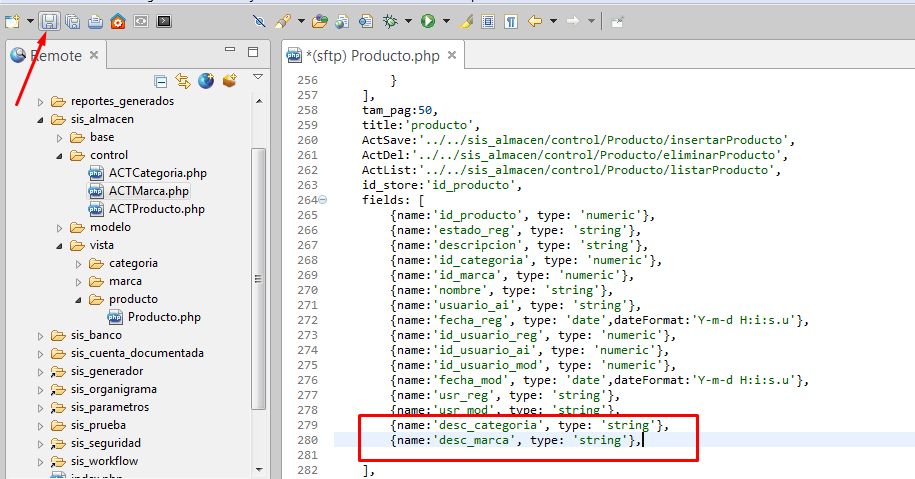 Remote
*(sftp) Producto.php
reportes_generados
sis_almacen
base
control
ACTCategoria.php
ACTMarca.php
ACTProducto.php
modelo
vista
categoria
marca
producto
Producto.php
sis_banco
sis_cuenta_documentada
sis_generador
sis_organigrama
sis_parametros
sis_prueba
sis_seguridad
sis_workflow
index.php
256 }
257 ],
258 tam_pag:50,
259 title:'producto',
260 ActSave:'../../sis_almacen/control/Producto/insertarProducto',
261 ActDel:'../../sis_almacen/control/Producto/eliminarProducto',
262 ActList:'../../sis_almacen/control/Producto/listarProducto',
263 id_store:'id_producto',
264 fields: [
265 {name:'id_producto', type: 'numeric'},
266 {name:'estado_reg', type: 'string'},
267 {name:'descripcion', type: 'string'},
268 {name:'id_categoria', type: 'numeric'},
269 {name:'id_marca', type: 'numeric'},
270 {name:'nombre', type: 'string'},
271 {name:'usuario_ai', type: 'string'},
272 {name:'fecha_reg', type: 'date',dateFormat:'Y-m-d H:i:s.u'},
273 {name:'id_usuario_reg', type: 'numeric'},
274 {name:'id_usuario_ai', type: 'numeric'},
275 {name:'id_usuario_mod', type: 'numeric'},
276 {name:'fecha_mod', type: 'date',dateFormat:'Y-m-d H:i:s.u'},
277 {name:'usr_reg', type: 'string'},
278 {name:'usr_mod', type: 'string'},
279 {name:'desc_categoria', type: 'string'},
280 {name:'desc_marca', type: 'string'},
281
282 ],